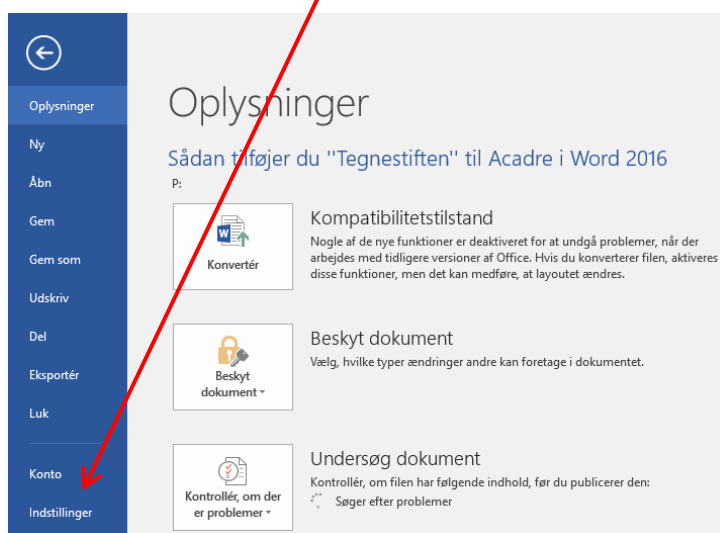 Oplysninger
Ny
Åbn
Gem
Gem som
Udskriv
Del
Eksportér
Luk
Konto
Indstillinger
Oplysninger
Sådan tilføjer du "Tegnestiften" til Acadre i Word 2016
P:
Konvertér
Kompatibilitetstilstand
Nogle af de nye funktioner er deaktiveret for at undgå problemer, når der
arbejdes med tidligere versioner af Office. Hvis du konverterer filen, aktiveres
disse funktioner, men det kan medføre, at layoutet ændres.
Beskyt
dokument
Beskyt dokument
Vælg, hvilke typer ændringer andre kan foretage i dokumentet.
Kontrollér, om der
er problemer
Undersøg dokument
Kontrollér, om filen har følgende indhold, før du publicerer den:
Søger efter problemer